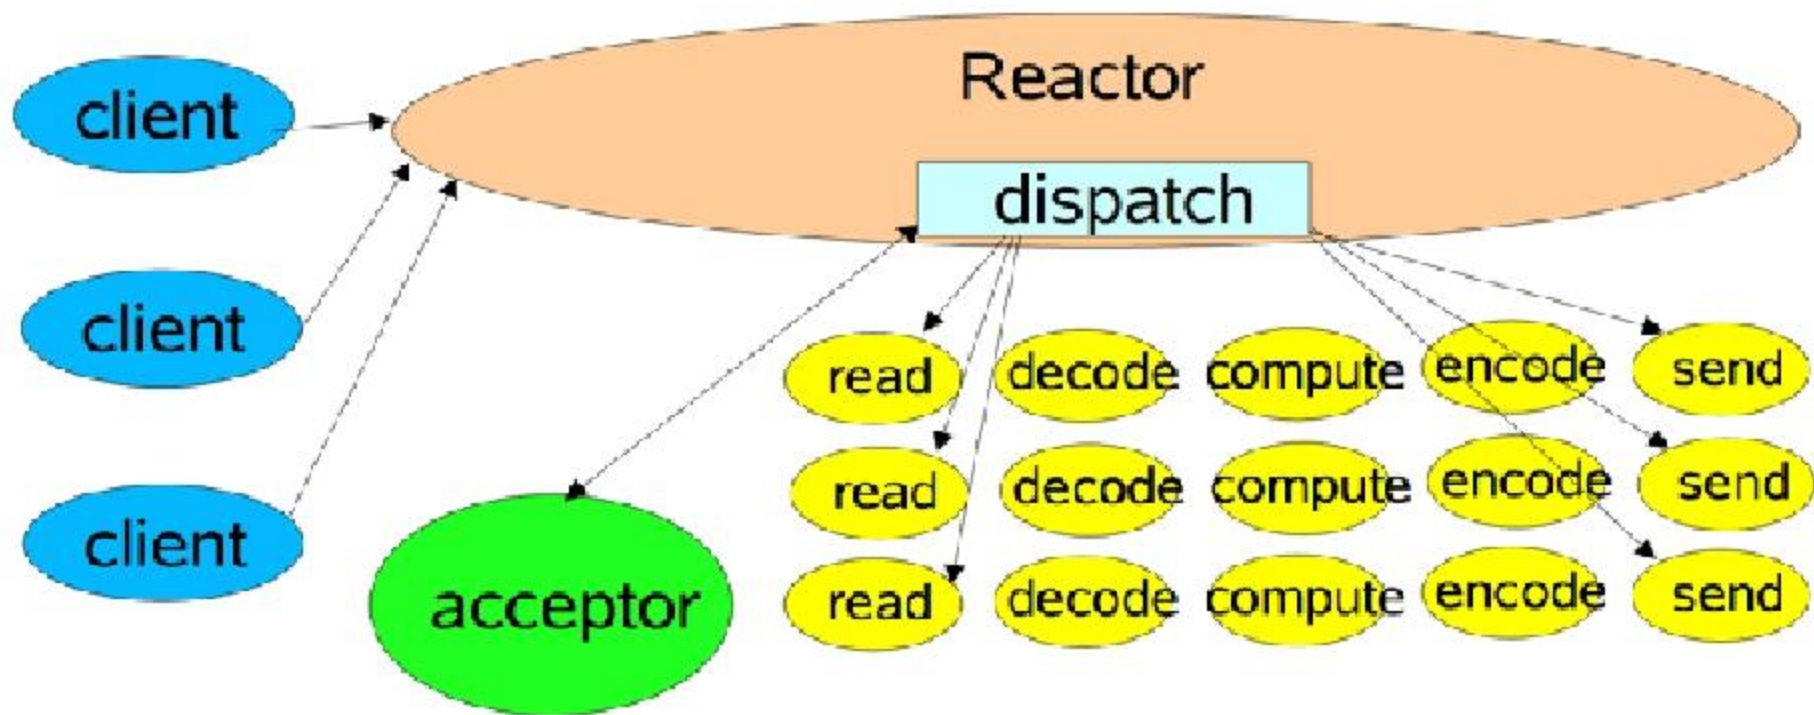 client
Reactor
dispatch
client
read decode compute encode send
read decode compute encode send
client
acceptor
read decode compute encode send